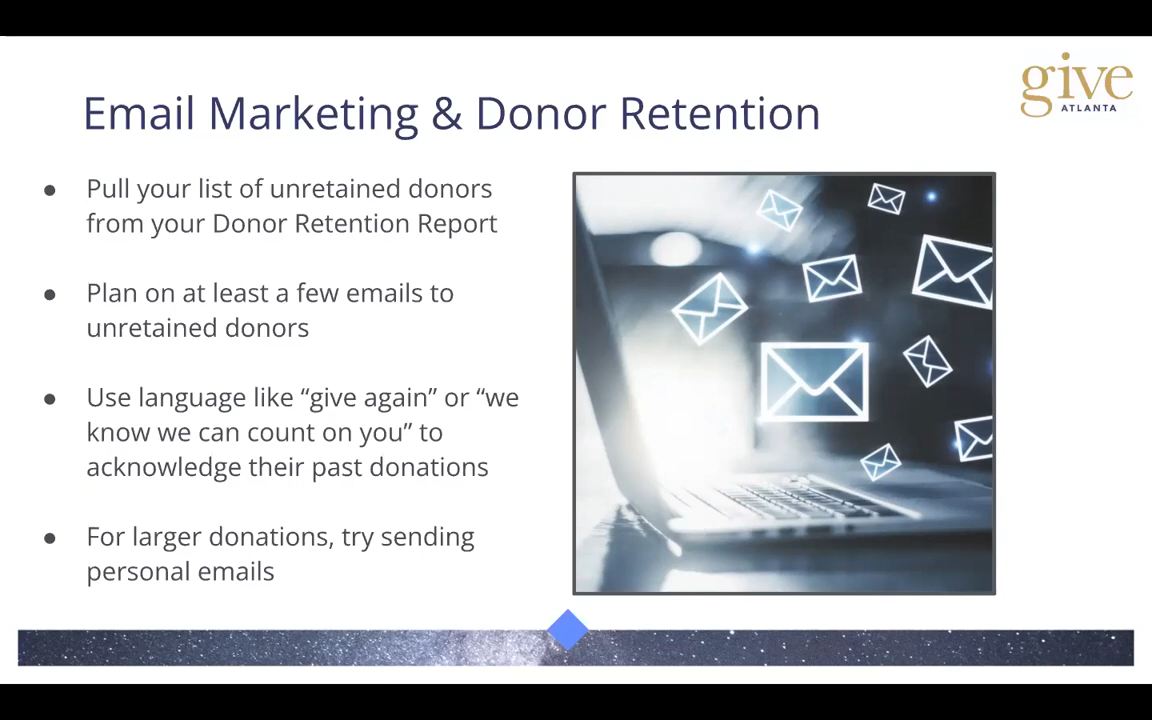 give
ATLANTA
Email Marketing & Donor Retention
● Pull your list of unretained donors
from your Donor Retention Report
● Plan on at least a few emails to
unretained donors
● Use language like “give again” or “we
know we can count on you” to
acknowledge their past donations
● For larger donations, try sending
personal emails